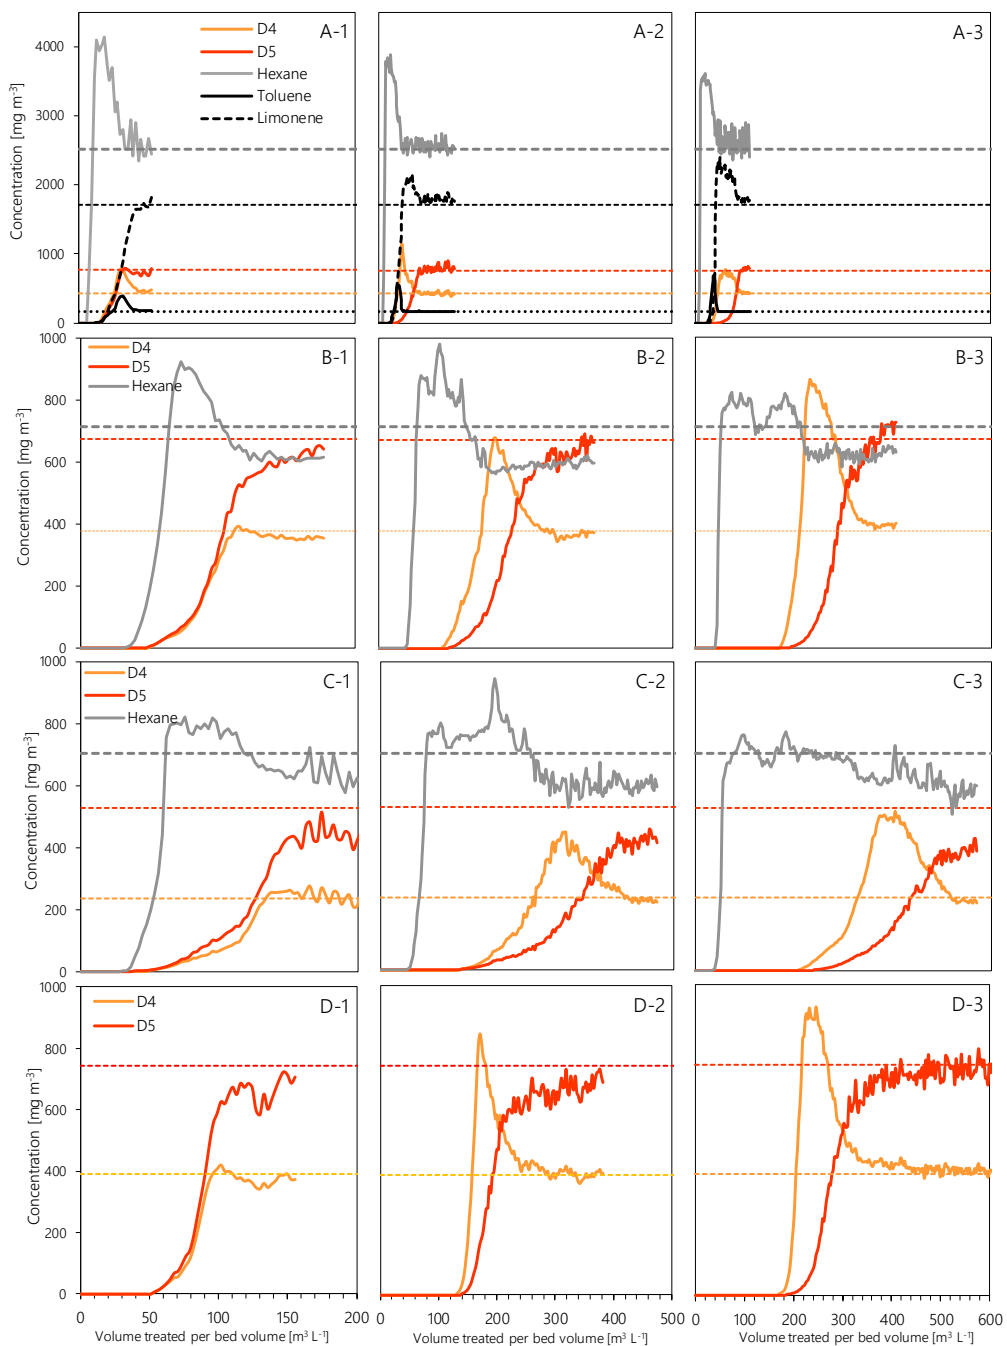 A-1
A-2
A-3
D4
D5
Hexane
Toluene
Limonene
4000
3000
2000
1000
0
Concentration [mg m⁻³]
B-1
B-2
B-3
D4
D5
Hexane
1000
800
600
400
200
0
Concentration [mg m⁻³]
C-1
C-2
C-3
D4
D5
Hexane
1000
800
600
400
200
0
Concentration [mg m⁻³]
D-1
D-2
D-3
D4
D5
1000
800
600
400
200
0
Concentration [mg m⁻³]
0 50 100 150 200
0 100 200 300 400 500
0 100 200 300 400 500 600
Volume treated per bed volume [m³ L⁻¹]
Volume treated per bed volume [m³ L⁻¹]
Volume treated per bed volume [m³ L⁻¹]